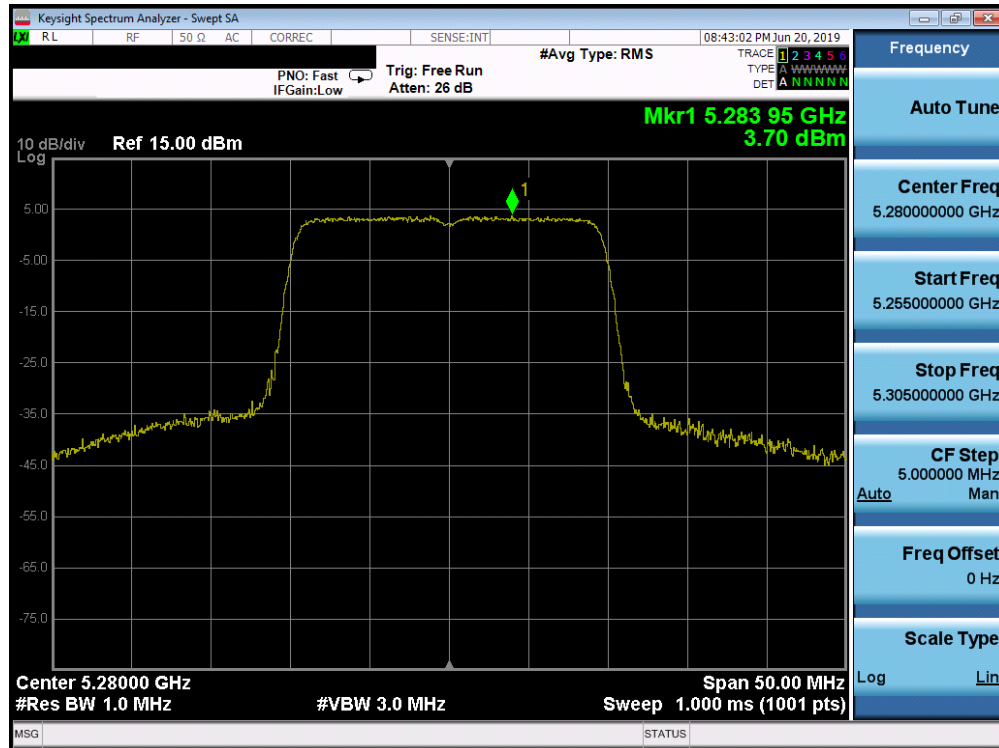 Keysight Spectrum Analyzer - Swept SA
LXI RL RF 50 Ω AC CORREC SENSE:INT 08:43:02 PM Jun 20, 2019
#Avg Type: RMS TRACE 1 2 3 4 5 6
TYPE A WWWWW
DET A N N N N N
PNO: Fast Trig: Free Run
IFGain:Low Atten: 26 dB
Mkr1 5.283 95 GHz
3.70 dBm
10 dB/div Ref 15.00 dBm
Log
1
5.00
-5.00
-15.0
-25.0
-35.0
-45.0
-55.0
-65.0
-75.0
Center 5.28000 GHz Span 50.00 MHz
#Res BW 1.0 MHz #VBW 3.0 MHz Sweep 1.000 ms (1001 pts)
MSG STATUS
Frequency
Auto Tune
Center Freq
5.280000000 GHz
Start Freq
5.255000000 GHz
Stop Freq
5.305000000 GHz
CF Step
5.000000 MHz
Auto Man
Freq Offset
0 Hz
Scale Type
Log Lin